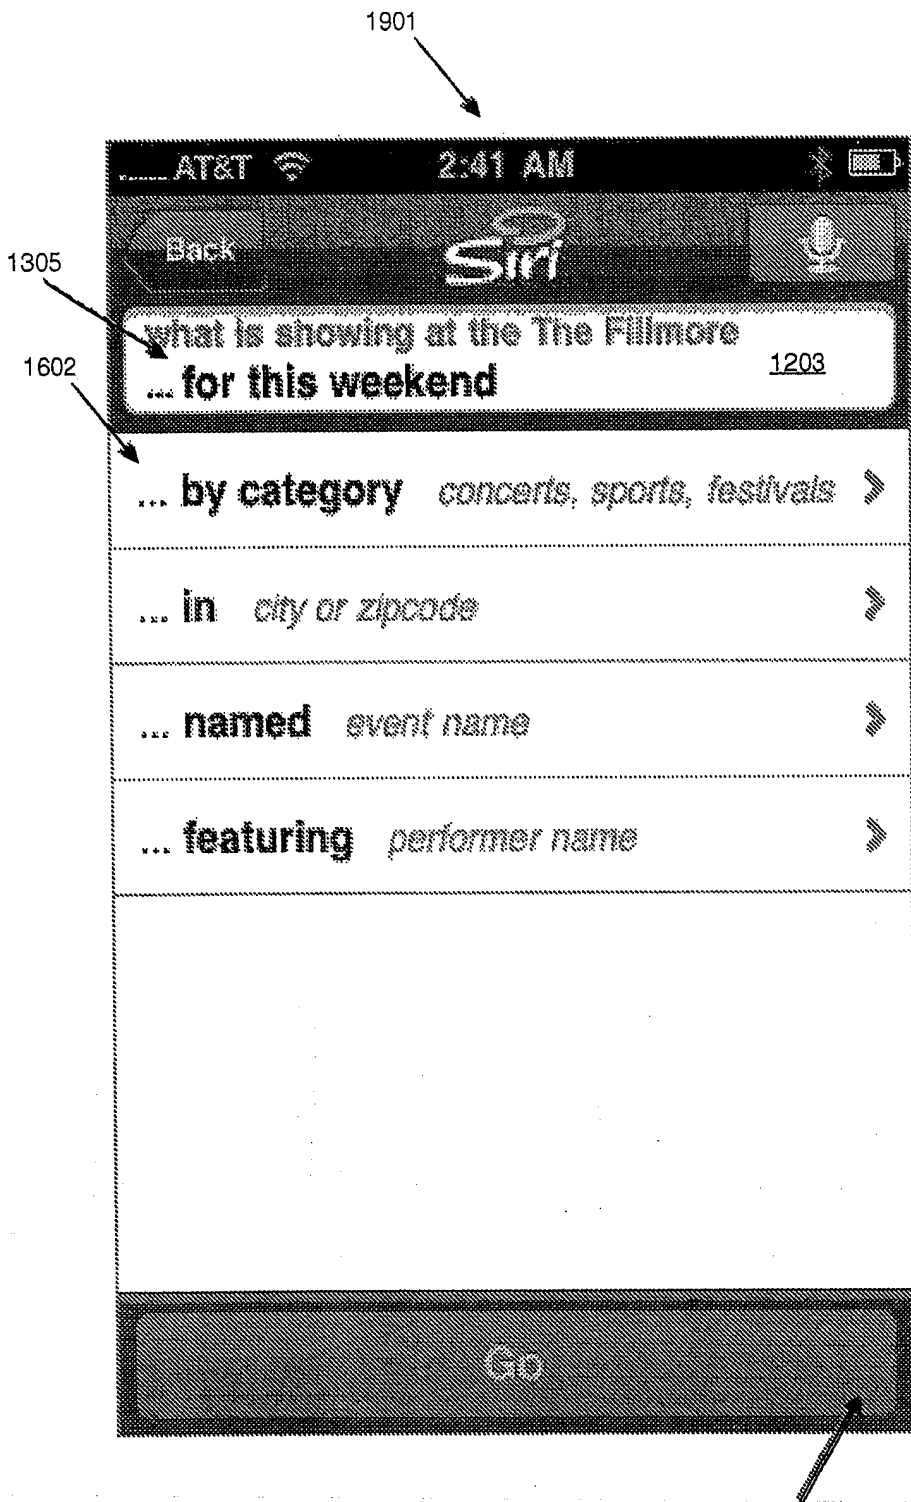 1901
AT&T 2:41 AM
Back Siri
1305
what is showing at the The Fillmore
1602
... for this weekend 1203
... by category concerts, sports, festivals
... in city or zipcode
... named event name
... featuring performer name
Go